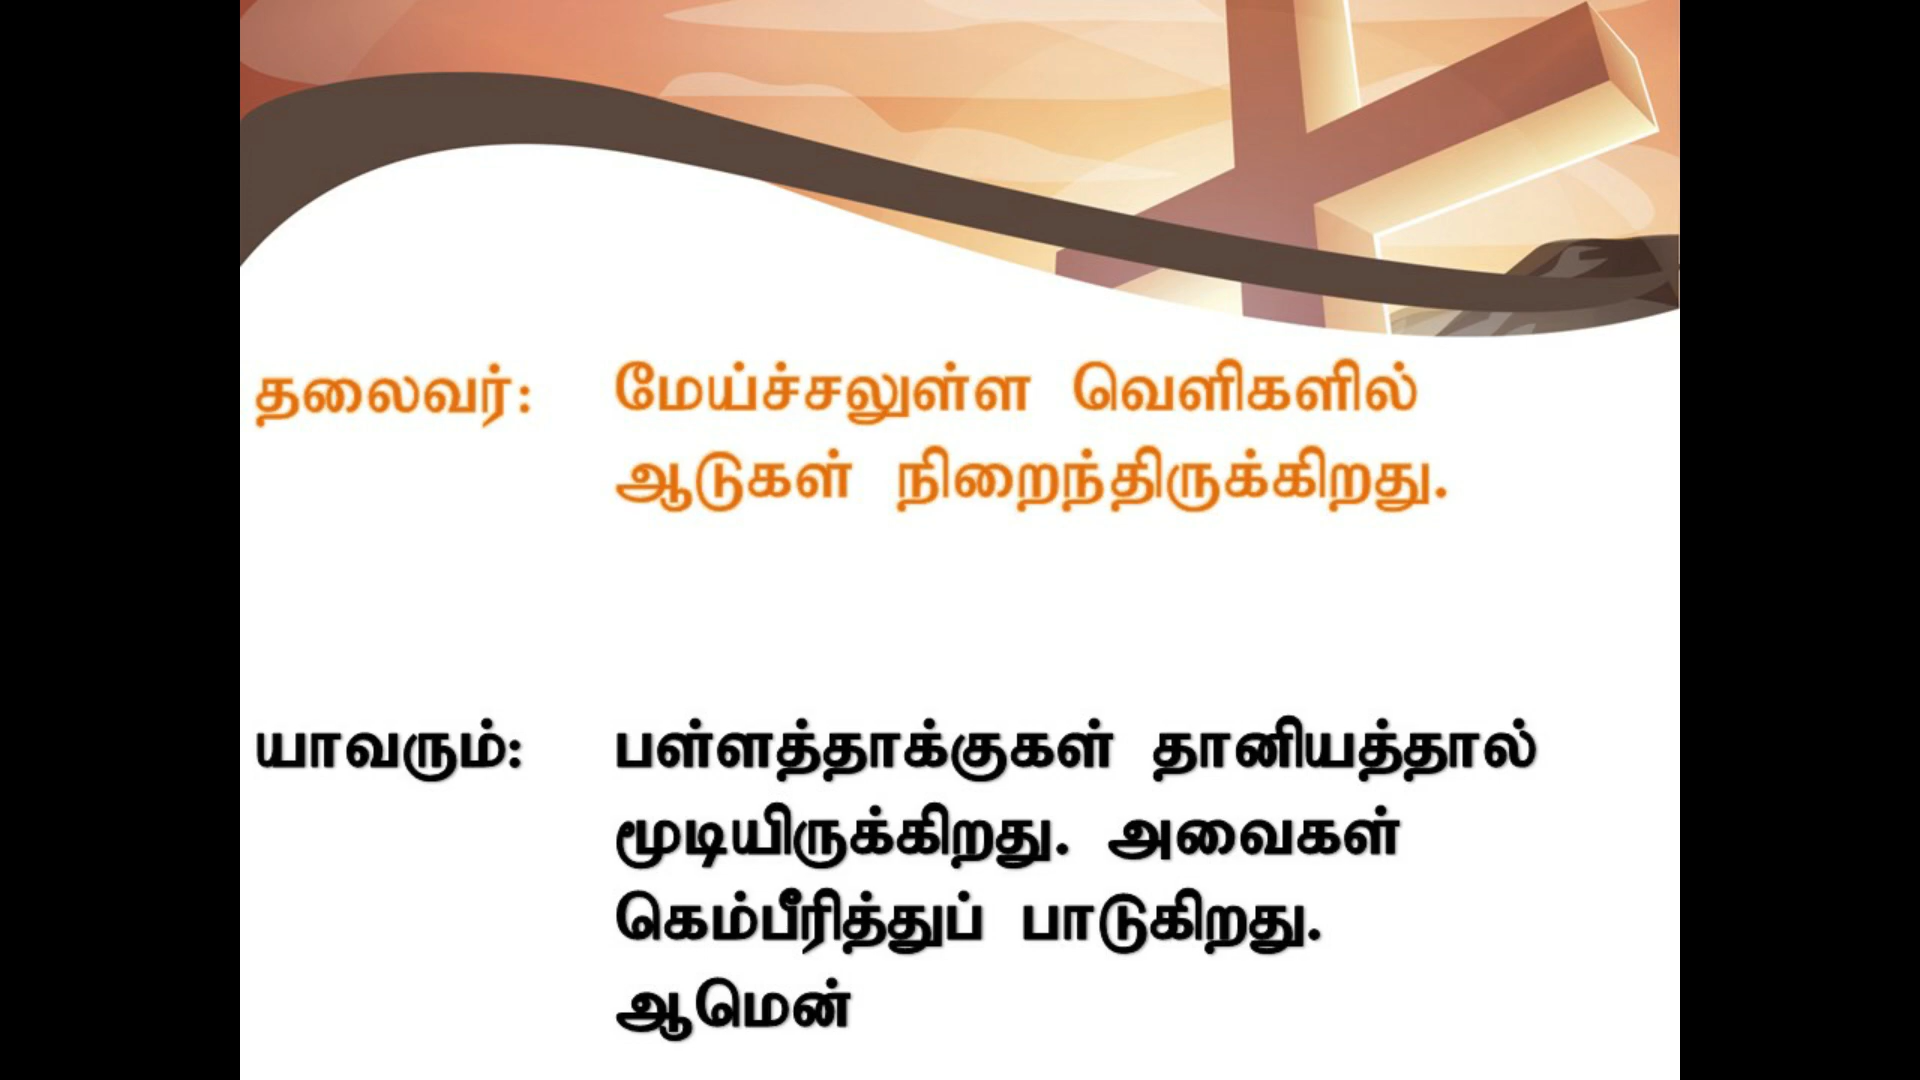 தலைவர்: மேய்ச்சலுள்ள வெளிகளில்
ஆடுகள் நிறைந்திருக்கிறது.
யாவரும்: பள்ளத்தாக்குகள் தானியத்தால்
மூடியிருக்கிறது. அவைகள்
கெம்பீரித்துப் பாடுகிறது.
ஆமென்